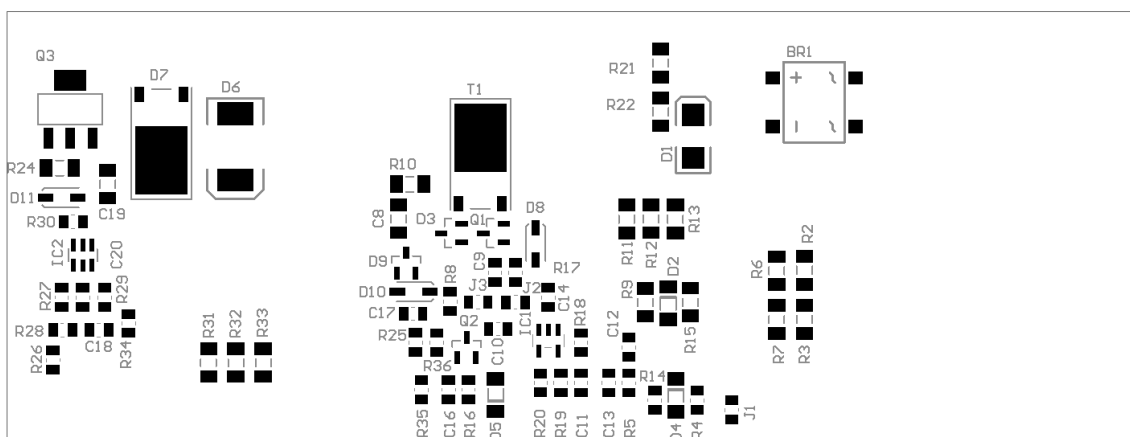 Q3
D7
D6
T1
R21
BR1
R22
D1
R24
R10
D11
C19
C8
D3
Q1
D8
R11
R12
R13
R30
IC2
C20
D9
C9
R17
R2
R6
D2
R27
R29
D10
R8
J3
J2
C14
R9
C17
IC1
R18
R28
C18
R34
R31
R32
R33
R25
Q2
C10
C12
R15
R7
R3
R26
R36
R14
R35
C16
R16
D5
R20
R19
C11
C13
R5
D4
R4
J1
+
~
−
~